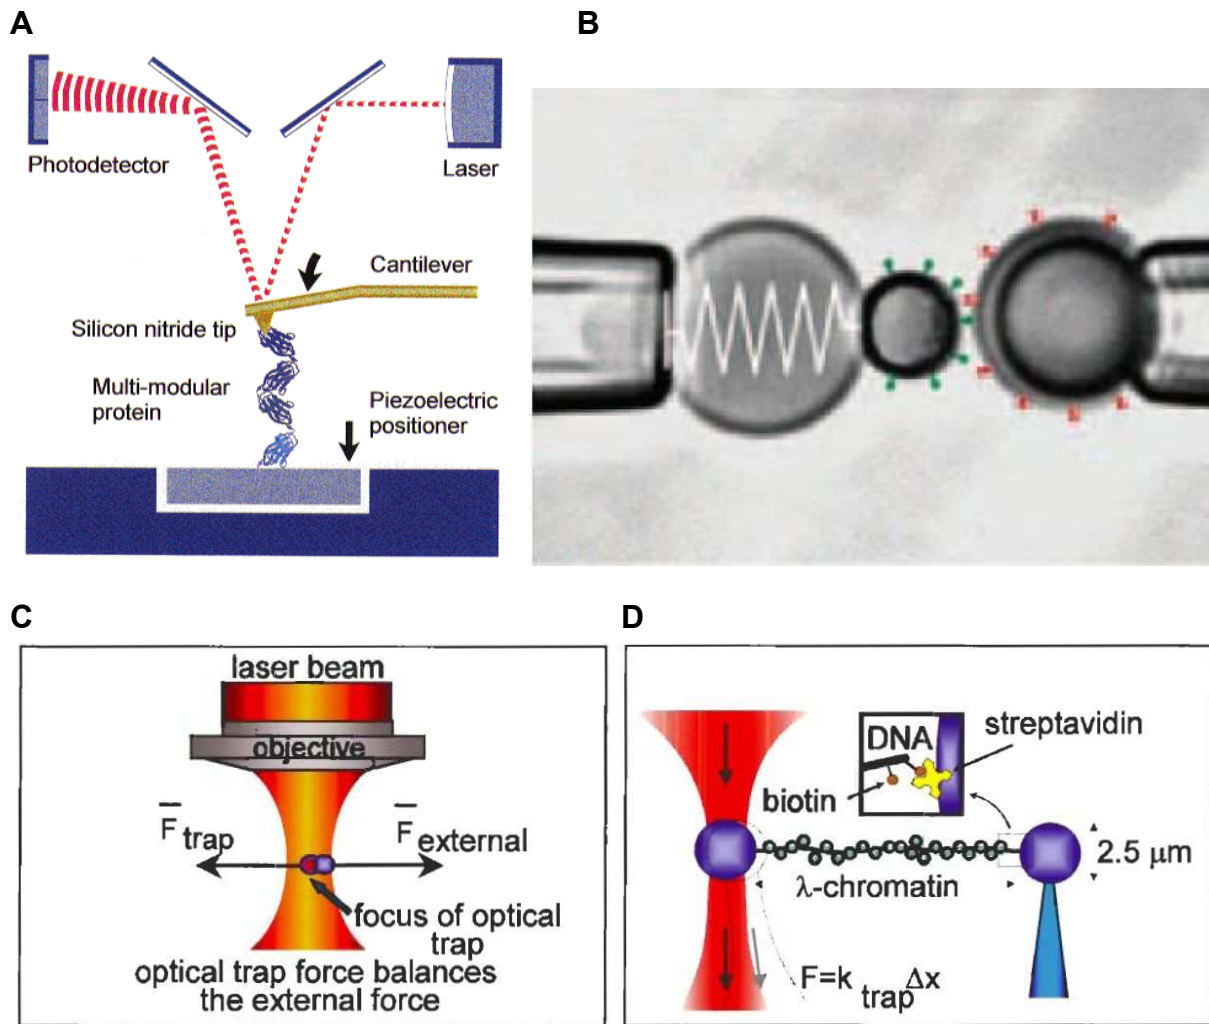 A
B
Photodetector
Laser
Cantilever
Silicon nitride tip
Multi-modular
protein
Piezoelectric
positioner
C
D
laser beam
objective
F trap
F external
focus of optical
trap
optical trap force balances
the external force
DNA
streptavidin
biotin
2.5 μm
λ-chromatin
F=k trap Δx